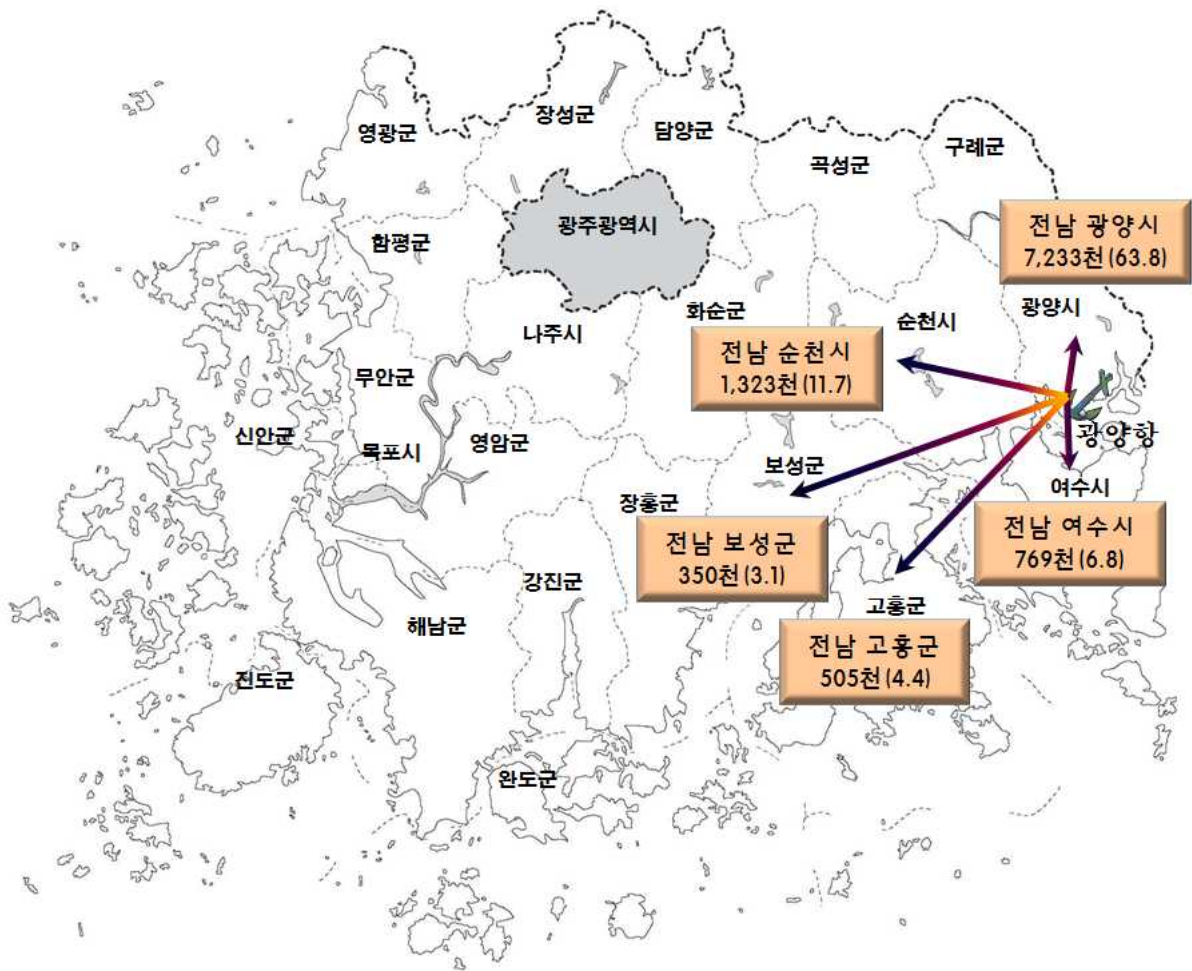 장성군
담양군
영광군
구례군
곡성군
전남 광양시
7,233천(63.8)
광주광역시
함평군
광양시
화순군
순천시
나주시
전남 순천시
1,323천(11.7)
무안군
신안군
목포시
영암군
광양항
보성군
여수시
장흥군
전남 보성군
350천(3.1)
전남 여수시
769천(6.8)
강진군
고흥군
해남군
전남 고흥군
505천(4.4)
진도군
완도군